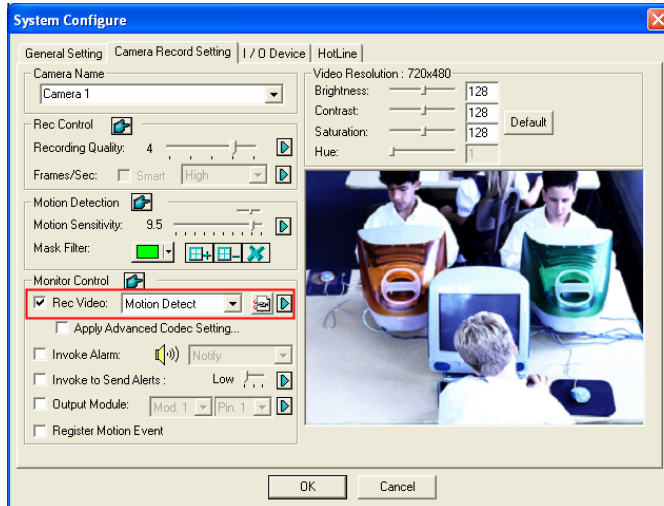 System Configure
General Setting
Camera Record Setting
I / O Device
HotLine
Camera Name
Camera 1
Rec Control
Recording Quality: 4
Frames/Sec: Smart High
Motion Detection
Motion Sensitivity: 9.5
Mask Filter:
Monitor Control
Rec Video: Motion Detect
Apply Advanced Codec Setting...
Invoke Alarm: Notify
Invoke to Send Alerts : Low
Output Module: Mod. 1 Pin. 1
Register Motion Event
Video Resolution : 720x480
Brightness: 128
Contrast: 128
Saturation: 128
Hue: 1
Default
OK
Cancel